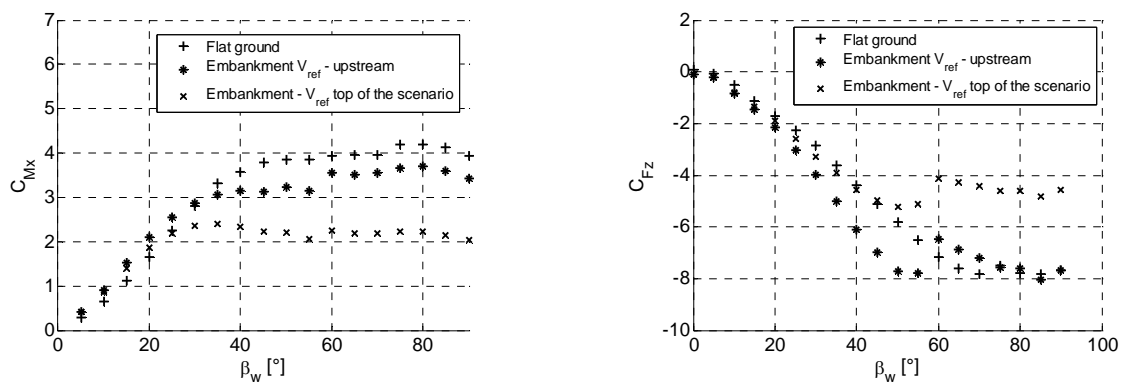 7
6
5
4
3
2
1
0
C_Mx
Flat ground
Embankment V_ref - upstream
Embankment - V_ref top of the scenario
0 20 40 60 80
β_w [°]
2
0
-2
-4
-6
-8
-10
C_Fz
Flat ground
Embankment V_ref - upstream
Embankment - V_ref top of the scenario
0 20 40 60 80 100
β_w [°]